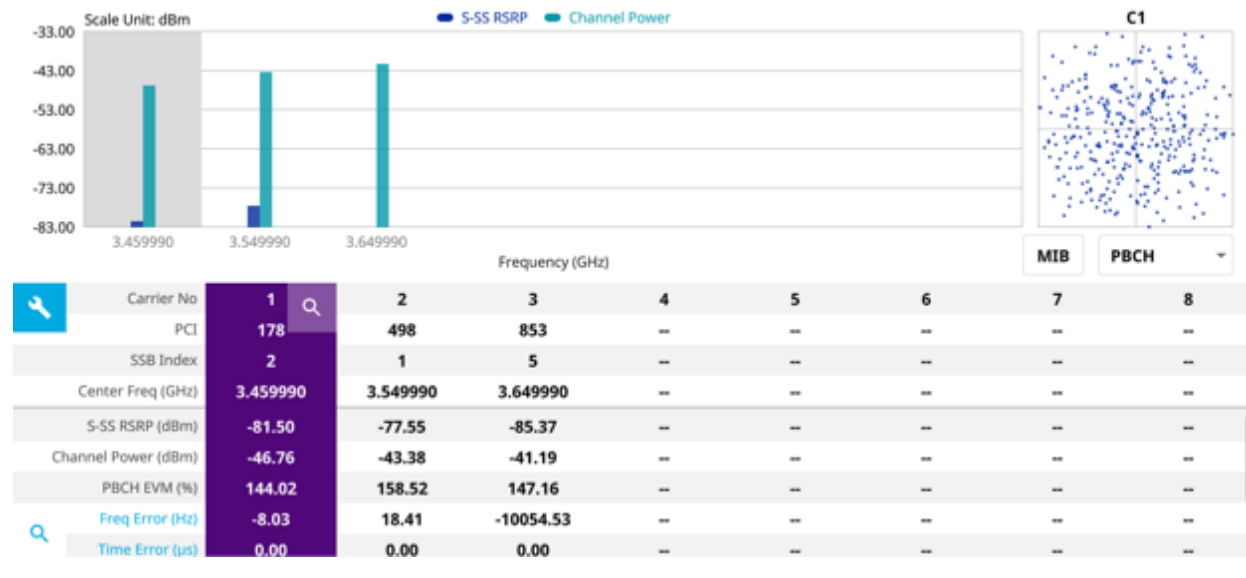 Scale Unit: dBm
S-SS RSRP Channel Power
C1
-33.00
-43.00
-53.00
-63.00
-73.00
-83.00
3.459990 3.549990 3.649990
Frequency (GHz)
MIB PBCH
Carrier No 1 2 3 4 5 6 7 8
PCI 178 498 853 -- -- -- -- --
SSB Index 2 1 5 -- -- -- -- --
Center Freq (GHz) 3.459990 3.549990 3.649990 -- -- -- -- --
S-SS RSRP (dBm) -81.50 -77.55 -85.37 -- -- -- -- --
Channel Power (dBm) -46.76 -43.38 -41.19 -- -- -- -- --
PBCH EVM (%) 144.02 158.52 147.16 -- -- -- -- --
Freq Error (Hz) -8.03 18.41 -10054.53 -- -- -- -- --
Time Error (µs) 0.00 0.00 0.00 -- -- -- -- --